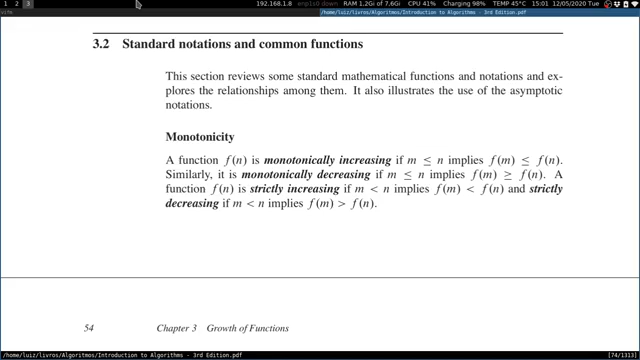 1 2 3 192.168.1.8 enp1s0 down RAM 1.2Gi of 7.6Gi CPU 41% Charging 98% TEMP 45°C 15:01 12/05/2020 Tue
/home/luiz/livros/Algoritmos/Introduction to Algorithms - 3rd Edition.pdf
3.2 Standard notations and common functions
This section reviews some standard mathematical functions and notations and ex-
plores the relationships among them. It also illustrates the use of the asymptotic
notations.
Monotonicity
A function f(n) is monotonically increasing if m ≤ n implies f(m) ≤ f(n).
Similarly, it is monotonically decreasing if m ≤ n implies f(m) ≥ f(n). A
function f(n) is strictly increasing if m < n implies f(m) < f(n) and strictly
decreasing if m < n implies f(m) > f(n).
54 Chapter 3 Growth of Functions
/home/luiz/livros/Algoritmos/Introduction to Algorithms - 3rd Edition.pdf [74/1313]